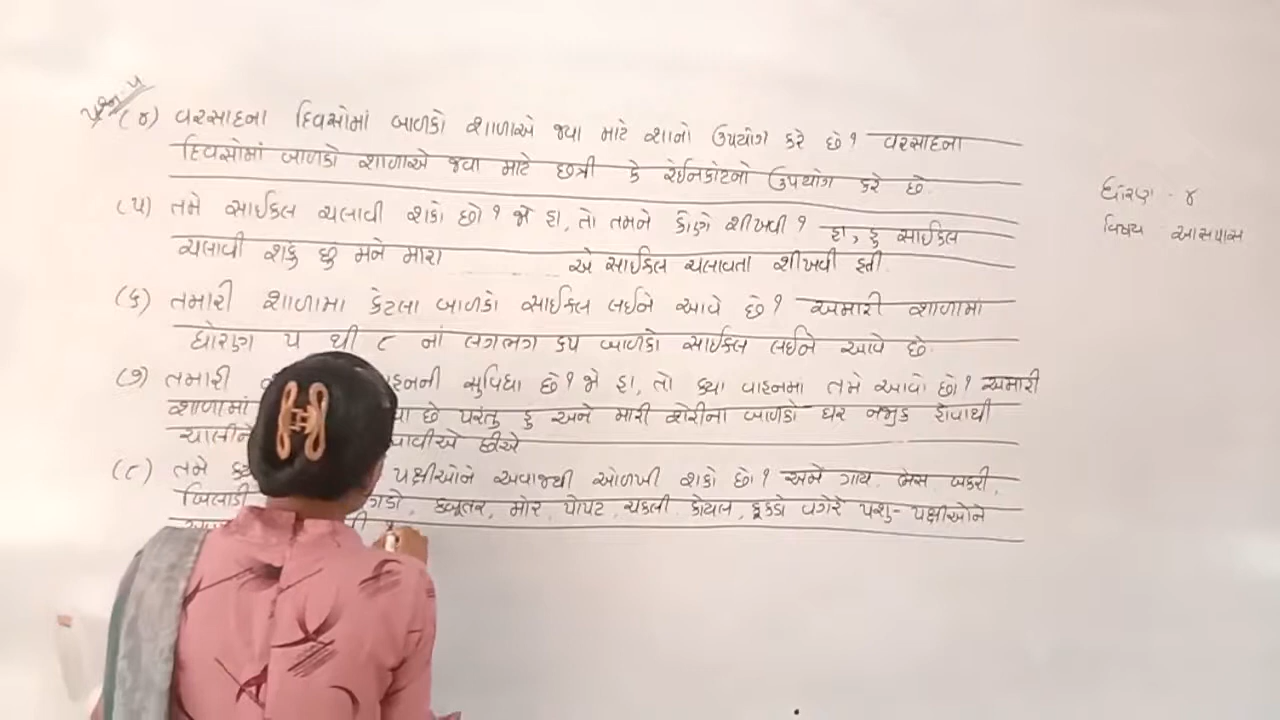 પ્રશ્ન-૫
(૪) વરસાદના દિવસોમાં બાળકો શાળાએ જવા માટે શાનો ઉપયોગ કરે છે? વરસાદના
દિવસોમાં બાળકો શાળાએ જવા માટે છત્રી કે રેઈનકોટનો ઉપયોગ કરે છે.
(૫) તમે સાઈકલ ચલાવી શકો છો? જો હા, તો તમને કોણે શીખવી? હા, હુ સાઈકલ
ચલાવી શકુ છુ મને મારા એ સાઈકલ ચલાવતા શીખવી હતી.
(૬) તમારી શાળામા કેટલા બાળકો સાઈકલ લઈને આવે છે? અમારી શાળામાં
ધોરણ ૫ થી ૮ નાં લગભગ ૬૫ બાળકો સાઈકલ લઈને આવે છે.
(૭) તમારી સુવિધા છે? જો હા, તો ક્યા વાહનમાં તમે આવો છો? અમારી
શાળામાં છે પરંતુ હુ અને મારી શેરીના બાળકો ઘર નજીક હોવાથી
છીએ
(૮) તમે પક્ષીઓને અવાજથી ઓળખી શકો છો? અમે ગાય, ભેસ, બકરી,
બિલાડી કબૂતર, મોર, પોપટ, ચકલી, કોયલ, કૂકડો વગેરે પશુ-પક્ષીઓને
ધોરણ - ૪
વિષય આસપાસ